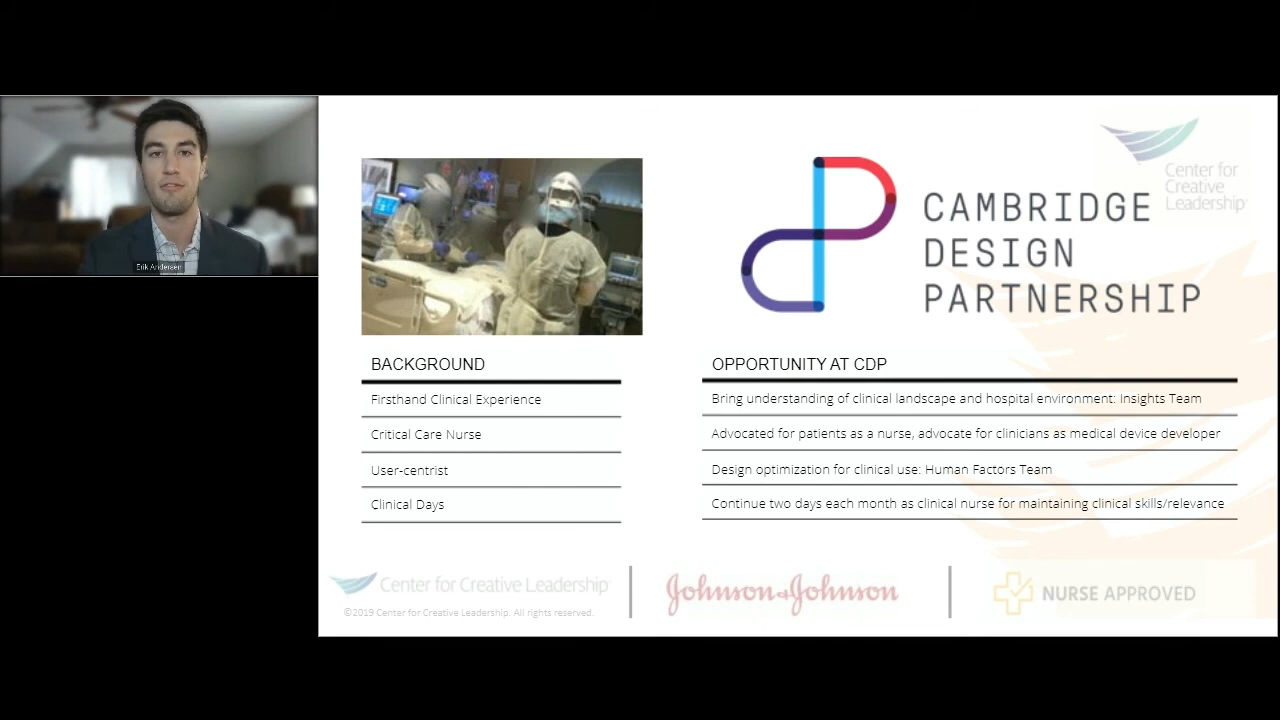 Erik Andersen
CAMBRIDGE
DESIGN
PARTNERSHIP
Center for
Creative
Leadership
BACKGROUND
Firsthand Clinical Experience
Critical Care Nurse
User-centrist
Clinical Days
OPPORTUNITY AT CDP
Bring understanding of clinical landscape and hospital environment: Insights Team
Advocated for patients as a nurse, advocate for clinicians as medical device developer
Design optimization for clinical use: Human Factors Team
Continue two days each month as clinical nurse for maintaining clinical skills/relevance
Center for Creative Leadership
©2019 Center for Creative Leadership. All rights reserved.
Johnson & Johnson
NURSE APPROVED